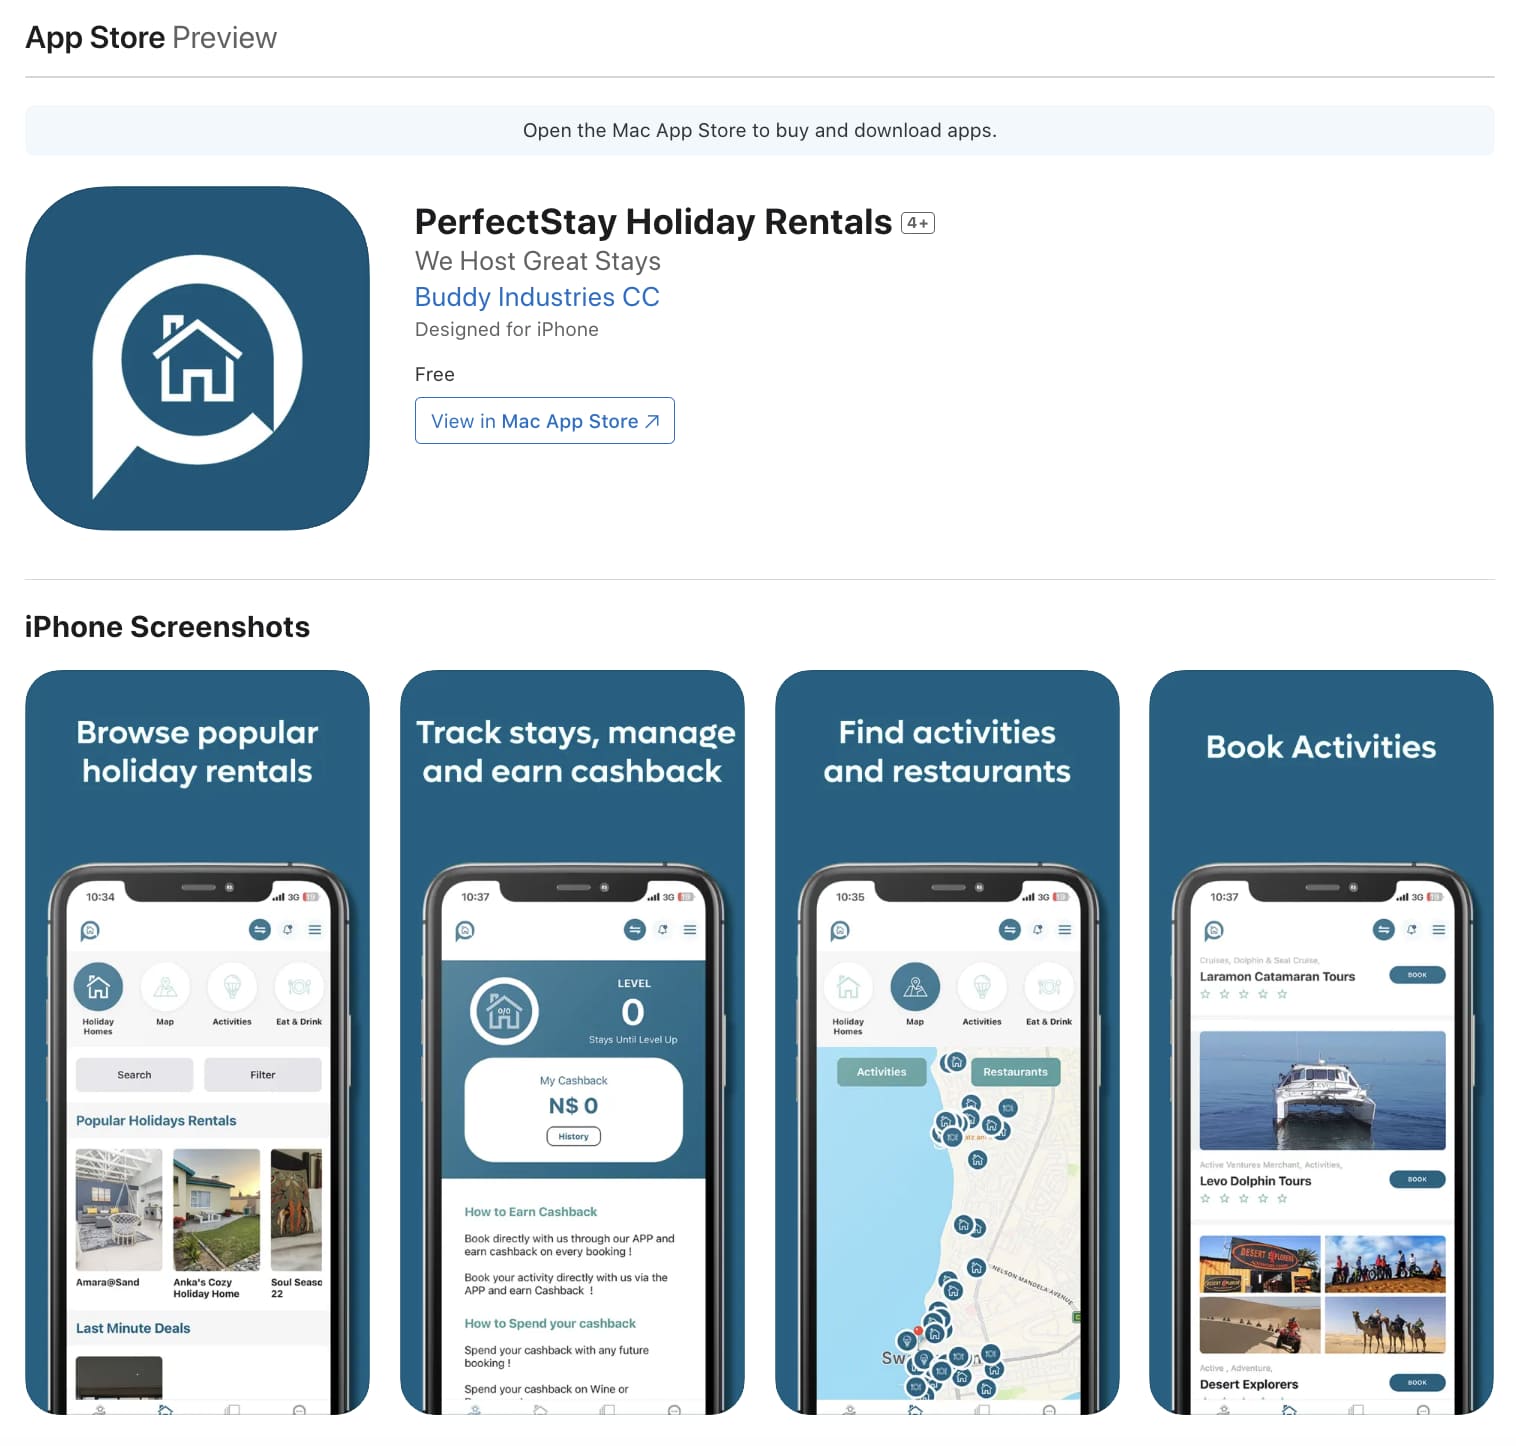 App Store Preview
Open the Mac App Store to buy and download apps.
PerfectStay Holiday Rentals 4+
We Host Great Stays
Buddy Industries CC
Designed for iPhone
Free
View in Mac App Store ↗
iPhone Screenshots
Browse popular
holiday rentals
10:34 3G
Holiday
Homes
Map
Activities
Eat & Drink
Search
Filter
Popular Holidays Rentals
Amara@Sand
Anka's Cozy
Holiday Home
Soul Seaso
22
Last Minute Deals
Track stays, manage
and earn cashback
10:37 3G
0/0
LEVEL
0
Stays Until Level Up
My Cashback
N$ 0
History
How to Earn Cashback
Book directly with us through our APP and
earn cashback on every booking !
Book your activity directly with us via the
APP and earn Cashback !
How to Spend your cashback
Spend your cashback with any future
booking !
Spend your cashback on Wine or
Find activities
and restaurants
10:35 3G
Holiday
Homes
Map
Activities
Eat & Drink
Activities
Restaurants
NELSON MANDELA-AVENUE
Sw
Book Activities
10:37 3G
Cruises, Dolphin & Seal Cruise,
Laramon Catamaran Tours
BOOK
Active Ventures Merchant, Activities,
Levo Dolphin Tours
BOOK
DESERT EXPLORERS
Active , Adventure,
Desert Explorers
BOOK